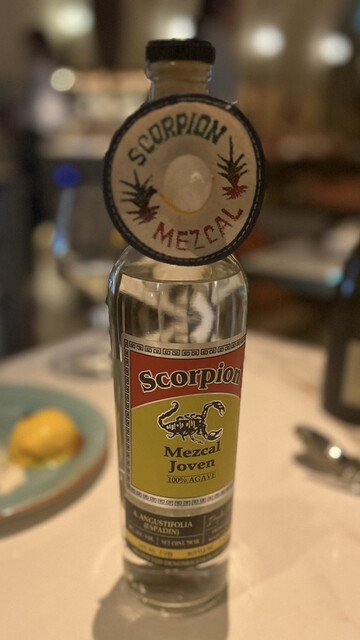 SCORPION
MEZCAL
Scorpion
Mezcal
Joven
100% AGAVE
A. ANGUSTIFOLIA
(ESPADIN)